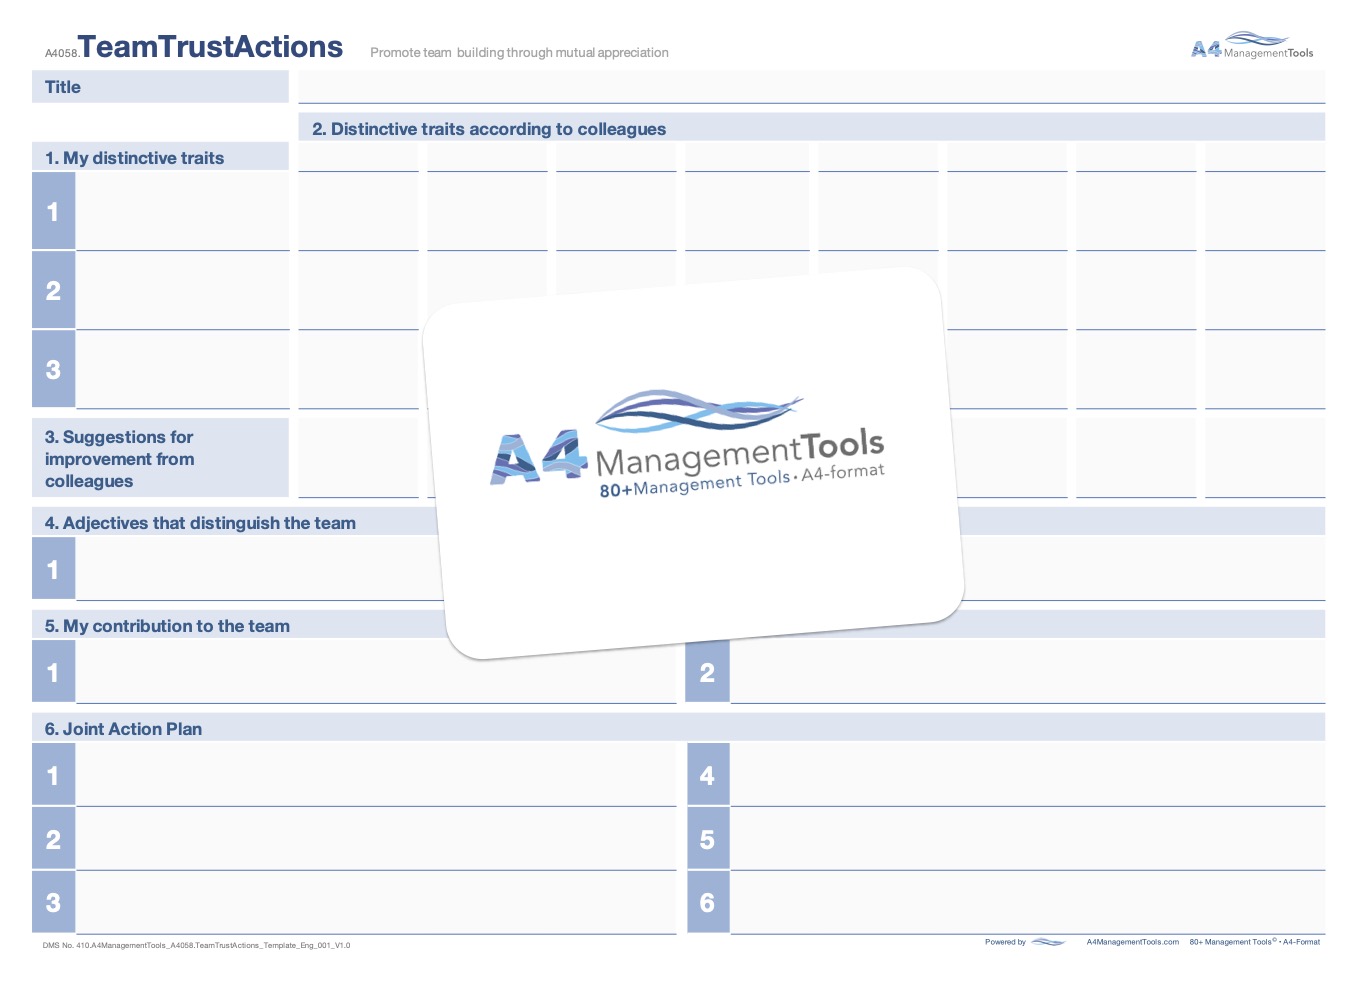 A4058.TeamTrustActions Promote team building through mutual appreciation A4 ManagementTools
Title
2. Distinctive traits according to colleagues
1. My distinctive traits
1
2
3
3. Suggestions for
improvement from
colleagues
A4 ManagementTools
80+Management Tools · A4-format
4. Adjectives that distinguish the team
1
5. My contribution to the team
1 2
6. Joint Action Plan
1 4
2 5
3 6
DMS No. 410.A4ManagementTools_A4058.TeamTrustActions_Template_Eng_001_V1.0 Powered by A4ManagementTools.com 80+ Management Tools© · A4-Format